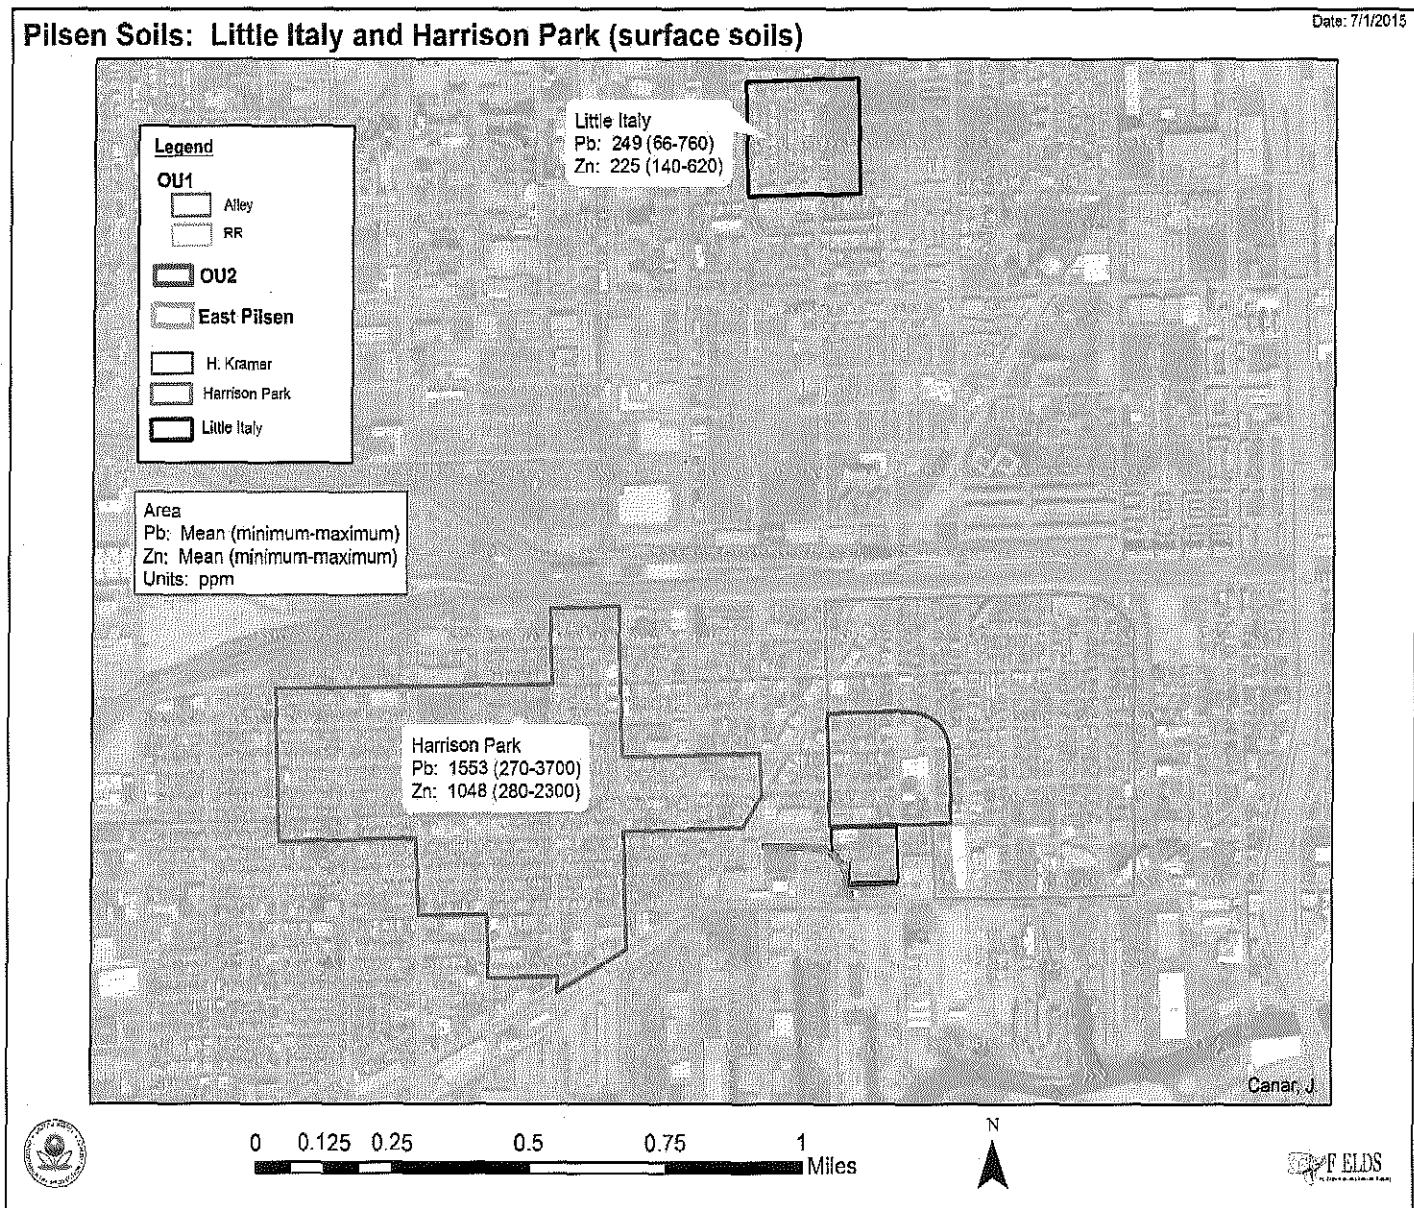 Date: 7/1/2015
Pilsen Soils: Little Italy and Harrison Park (surface soils)
Little Italy
Pb: 249 (66-760)
Zn: 225 (140-620)
Legend
OU1
Alley
RR
OU2
East Pilsen
H. Kramer
Harrison Park
Little Italy
Area
Pb: Mean (minimum-maximum)
Zn: Mean (minimum-maximum)
Units: ppm
Harrison Park
Pb: 1553 (270-3700)
Zn: 1048 (280-2300)
Canar, J.
0 0.125 0.25 0.5 0.75 1
Miles
N
F ELDS